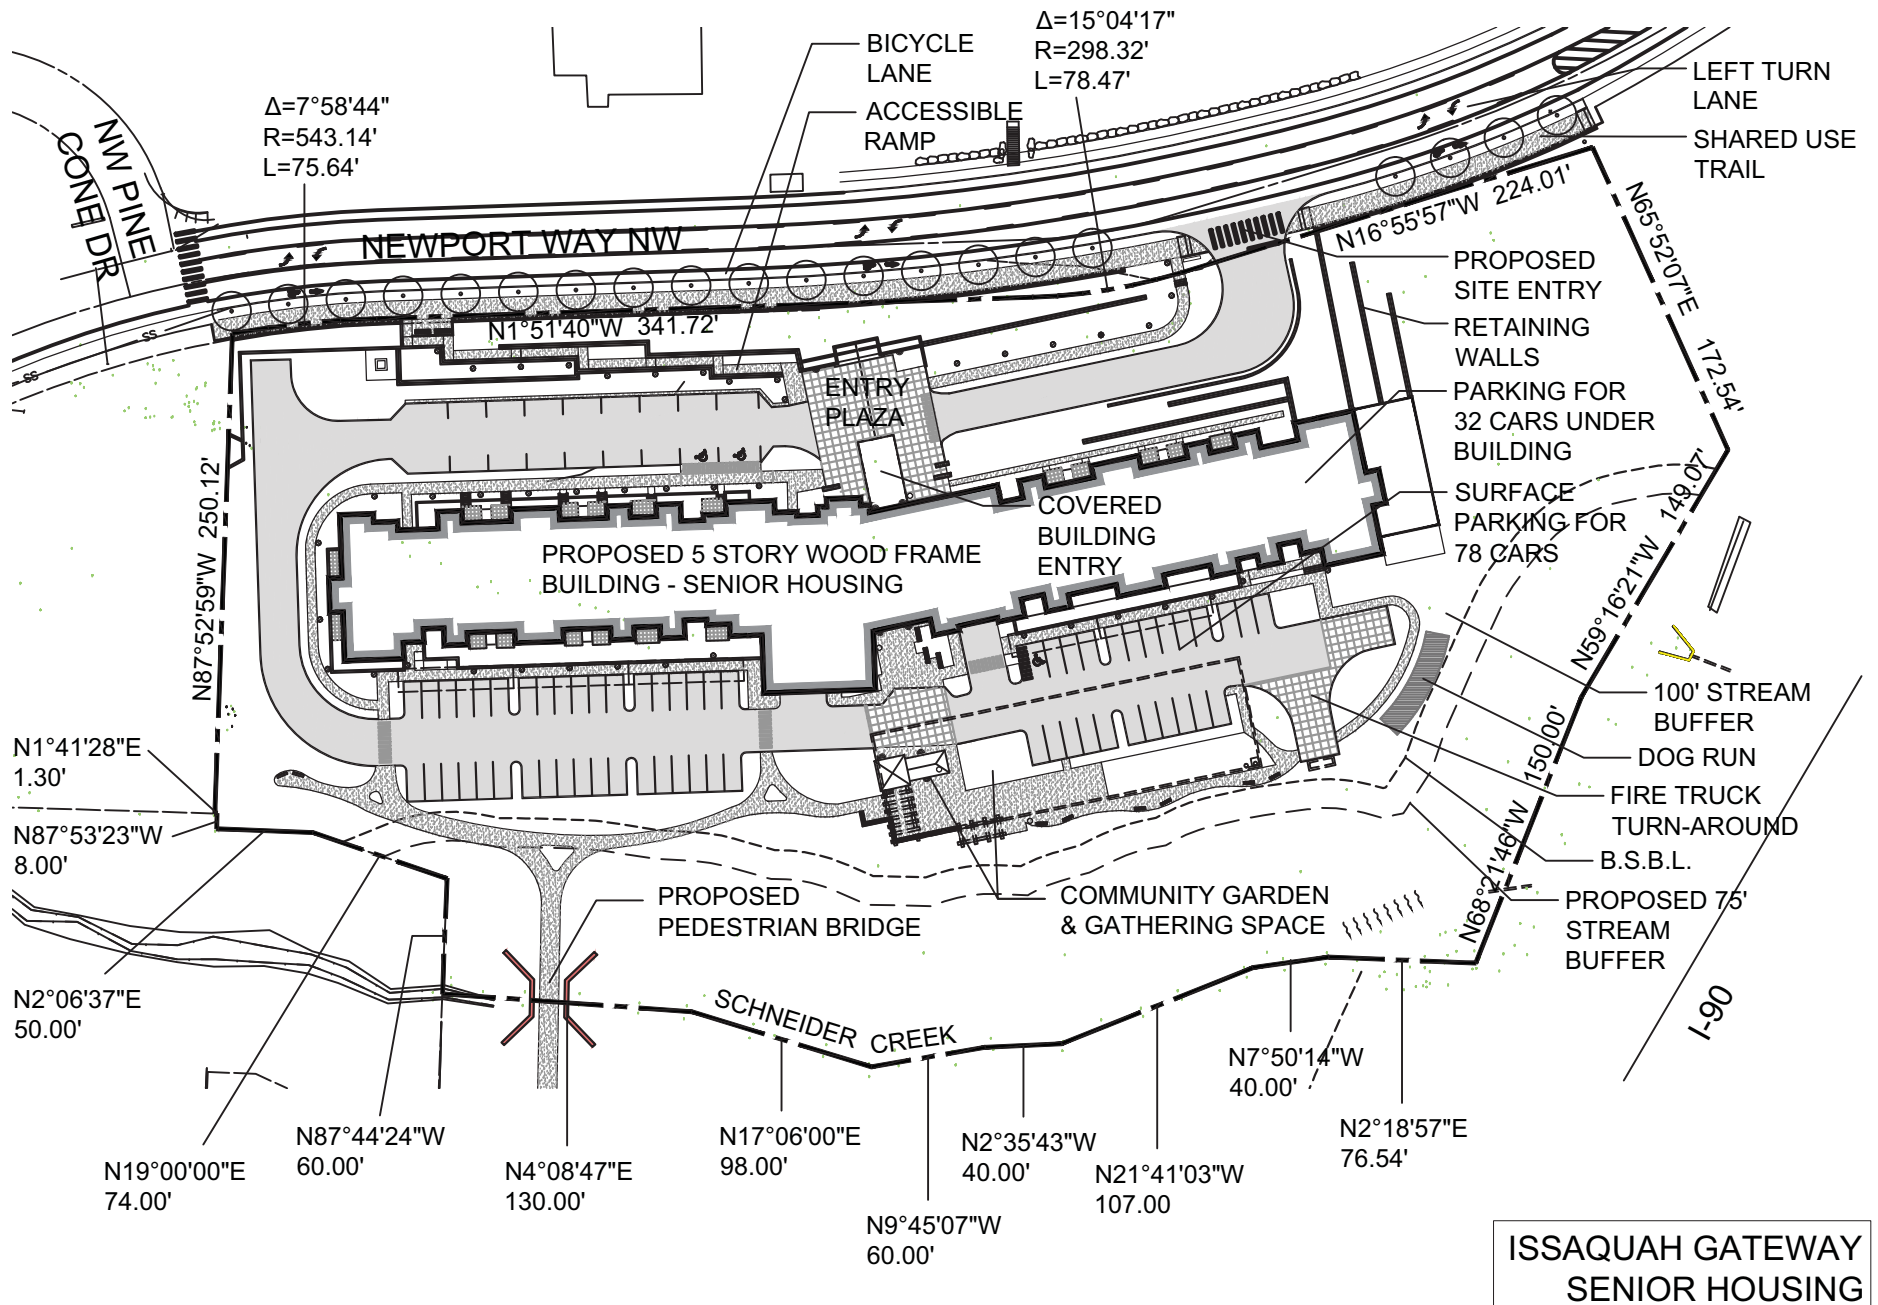 Δ=15°04'17"
R=298.32'
L=78.47'
BICYCLE
LANE
ACCESSIBLE
RAMP
LEFT TURN
LANE
SHARED USE
TRAIL
Δ=7°58'44"
R=543.14'
L=75.64'
NW PINE
CONE DR
NEWPORT WAY NW
N16°55'57"W 224.01'
N65°52'07"E 172.54'
SS
SS
N1°51'40"W 341.72'
PROPOSED
SITE ENTRY
RETAINING
WALLS
PARKING FOR
32 CARS UNDER
BUILDING
SURFACE
PARKING FOR
78 CARS
ENTRY
PLAZA
COVERED
BUILDING
ENTRY
PROPOSED 5 STORY WOOD FRAME
BUILDING - SENIOR HOUSING
N87°52'59"W 250.12'
N59°16'21"W 149.07'
100' STREAM
BUFFER
DOG RUN
FIRE TRUCK
TURN-AROUND
B.S.B.L.
PROPOSED 75'
STREAM
BUFFER
N68°21'46"W 150.00'
N1°41'28"E
1.30'
N87°53'23"W
8.00'
N2°06'37"E
50.00'
PROPOSED
PEDESTRIAN BRIDGE
COMMUNITY GARDEN
& GATHERING SPACE
SCHNEIDER CREEK
I-90
N19°00'00"E
74.00'
N87°44'24"W
60.00'
N4°08'47"E
130.00'
N17°06'00"E
98.00'
N9°45'07"W
60.00'
N2°35'43"W
40.00'
N21°41'03"W
107.00
N7°50'14"W
40.00'
N2°18'57"E
76.54'
ISSAQUAH GATEWAY
SENIOR HOUSING